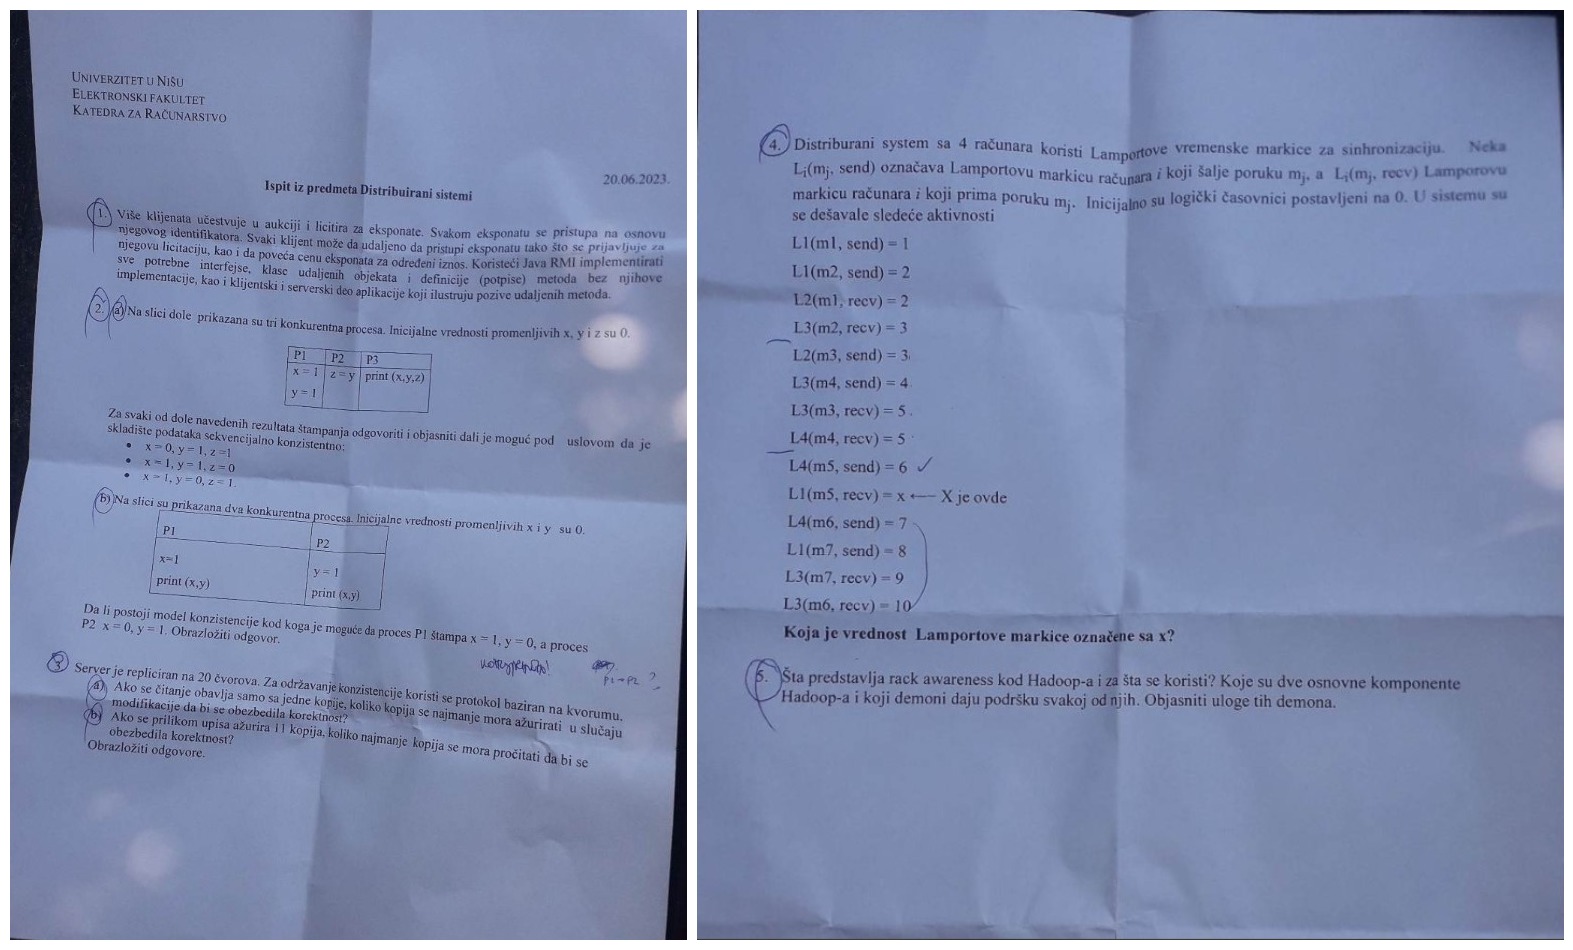 UNIVERZITET U NIŠU
ELEKTRONSKI FAKULTET
KATEDRA ZA RAČUNARSTVO
20.06.2023.
Ispit iz predmeta Distribuirani sistemi
1. Više klijenata učestvuje u aukciji i licitira za eksponate. Svakom eksponatu se pristupa na osnovu
njegovog identifikatora. Svaki klijent može da udaljeno da pristupi eksponatu tako što se prijavljuje za
njegovu licitaciju, kao i da poveća cenu eksponata za određeni iznos. Koristeći Java RMI implementirati
sve potrebne interfejse, klase udaljenih objekata i definicije (potpise) metoda bez njihove
implementacije, kao i klijentski i serverski deo aplikacije koji ilustruju pozive udaljenih metoda.
2. a) Na slici dole prikazana su tri konkurentna procesa. Inicijalne vrednosti promenljivih x, y i z su 0.
P1 P2 P3
x = 1 z = y print (x,y,z)
y = 1
Za svaki od dole navedenih rezultata štampanja odgovoriti i objasniti dali je moguć pod uslovom da je
skladište podataka sekvencijalno konzistentno:
• x = 0, y = 1, z =1
• x = 1, y = 1, z = 0
• x = 1, y = 0, z = 1.
b) Na slici su prikazana dva konkurentna procesa. Inicijalne vrednosti promenljivih x i y su 0.
P1 P2
x=1 y = 1
print (x,y) print (x,y)
Da li postoji model konzistencije kod koga je moguće da proces P1 štampa x = 1, y = 0, a proces
P2 x = 0, y = 1. Obrazložiti odgovor.
P1→P2 ?
3. Server je repliciran na 20 čvorova. Za održavanje konzistencije koristi se protokol baziran na kvorumu.
a) Ako se čitanje obavlja samo sa jedne kopije, koliko kopija se najmanje mora ažurirati u slučaju
modifikacije da bi se obezbedila korektnost?
b) Ako se prilikom upisa ažurira 11 kopija, koliko najmanje kopija se mora pročitati da bi se
obezbedila korektnost?
Obrazložiti odgovore.
4. Distriburani system sa 4 računara koristi Lamportove vremenske markice za sinhronizaciju. Neka
Li(mj, send) označava Lamportovu markicu računara i koji šalje poruku mj, a Li(mj, recv) Lamporovu
markicu računara i koji prima poruku mj. Inicijalno su logički časovnici postavljeni na 0. U sistemu su
se dešavale sledeće aktivnosti
L1(m1, send) = 1
L1(m2, send) = 2
L2(m1, recv) = 2
L3(m2, recv) = 3
L2(m3, send) = 3
L3(m4, send) = 4
L3(m3, recv) = 5
L4(m4, recv) = 5
L4(m5, send) = 6 ✓
L1(m5, recv) = x ← X je ovde
L4(m6, send) = 7
L1(m7, send) = 8
L3(m7, recv) = 9
L3(m6, recv) = 10
Koja je vrednost Lamportove markice označene sa x?
5. Šta predstavlja rack awareness kod Hadoop-a i za šta se koristi? Koje su dve osnovne komponente
Hadoop-a i koji demoni daju podršku svakoj od njih. Objasniti uloge tih demona.